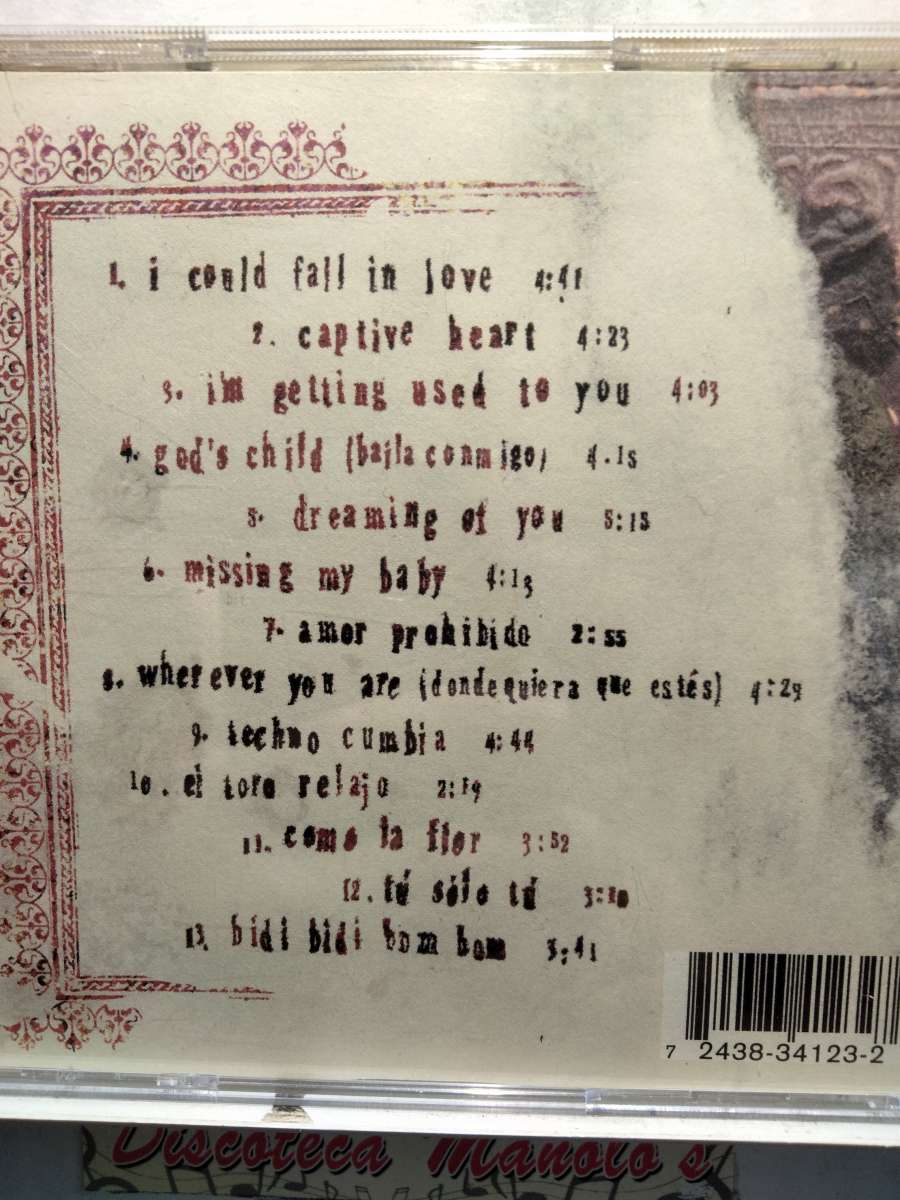 1. i could fall in love 4:41
2. captive heart 4:23
3. i'm getting used to you 4:03
4. god's child (baila conmigo) 4.15
5. dreaming of you 5:15
6. missing my baby 4:13
7. amor prohibido 2:55
8. wherever you are (dondequiera que estés) 4:29
9. techno cumbia 4:44
10. el toro relajo 2:19
11. como la flor 3:52
12. tú sólo tú 3:10
13. bidi bidi bom bom 3:41
7 2438-34123-2
Discoteca Manolo's